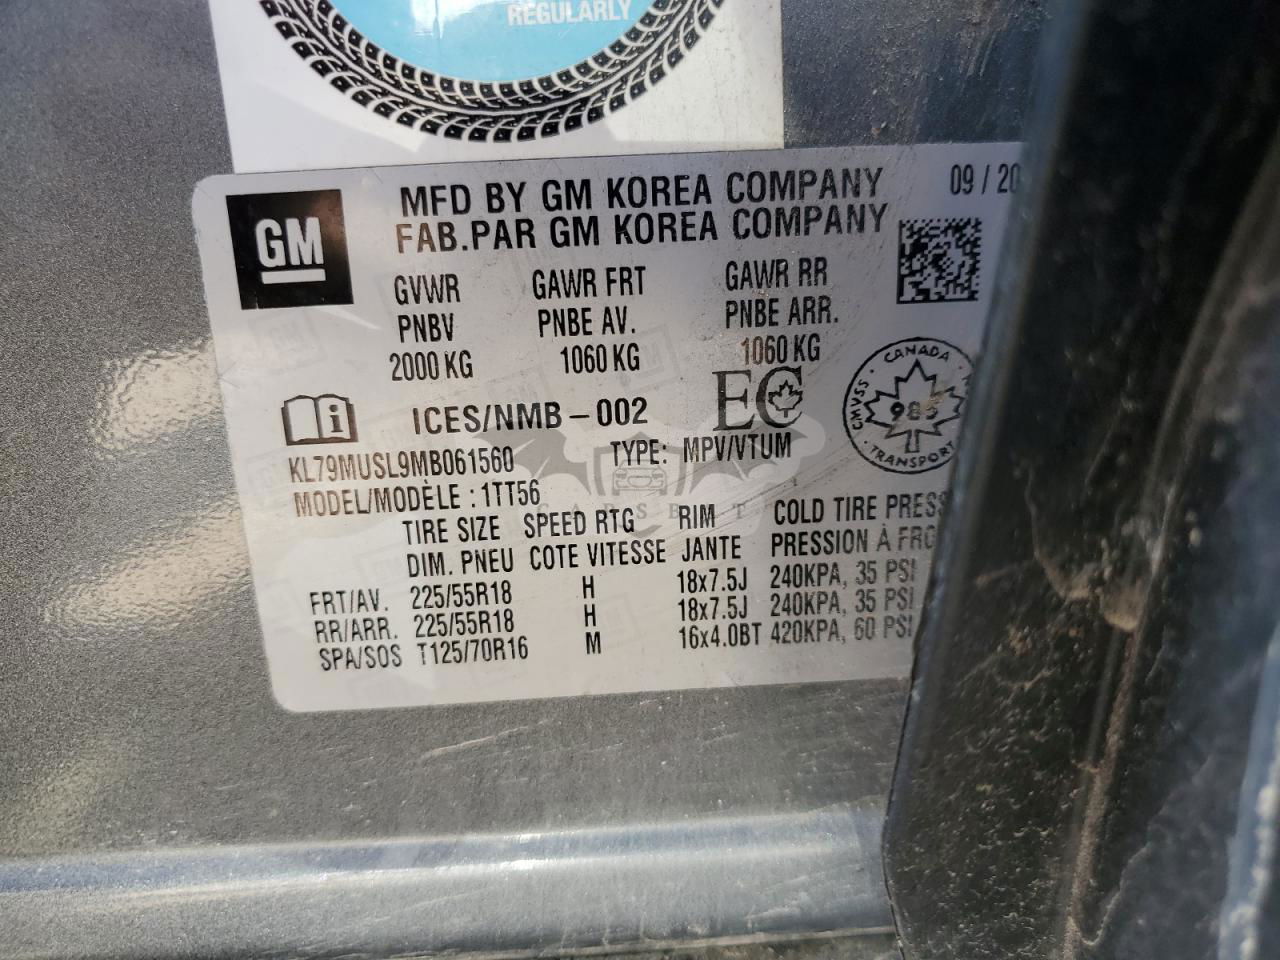 REGULARLY
GM
MFD BY GM KOREA COMPANY 09 / 20
FAB.PAR GM KOREA COMPANY
GVWR GAWR FRT GAWR RR
PNBV PNBE AV. PNBE ARR.
2000 KG 1060 KG 1060 KG
ICES/NMB - 002 EC
CANADA
CMVSS
985
TRANSPORT
KL79MUSL9MB061560 TYPE: MPV/VTUM
MODEL/MODÈLE : 1TT56
CARSBAT
TIRE SIZE SPEED RTG RIM COLD TIRE PRESS
DIM. PNEU COTE VITESSE JANTE PRESSION À FRO
FRT/AV. 225/55R18 H 18x7.5J 240KPA, 35 PSI
RR/ARR. 225/55R18 H 18x7.5J 240KPA, 35 PSI
SPA/SOS T125/70R16 M 16x4.0BT 420KPA, 60 PSI